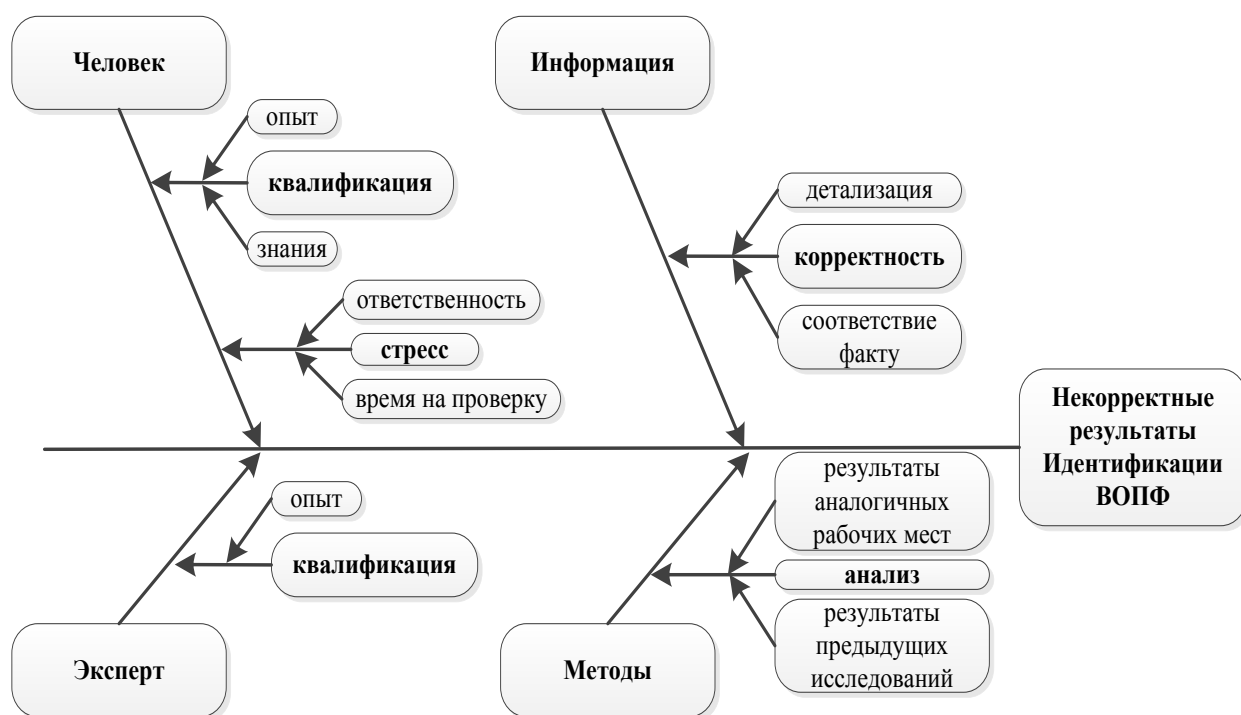 Человек
опыт
квалификация
знания
ответственность
стресс
время на проверку
Информация
детализация
корректность
соответствие
факту
Некорректные
результаты
Идентификации
ВОПФ
опыт
квалификация
Эксперт
результаты
аналогичных
рабочих мест
анализ
результаты
предыдущих
исследований
Методы